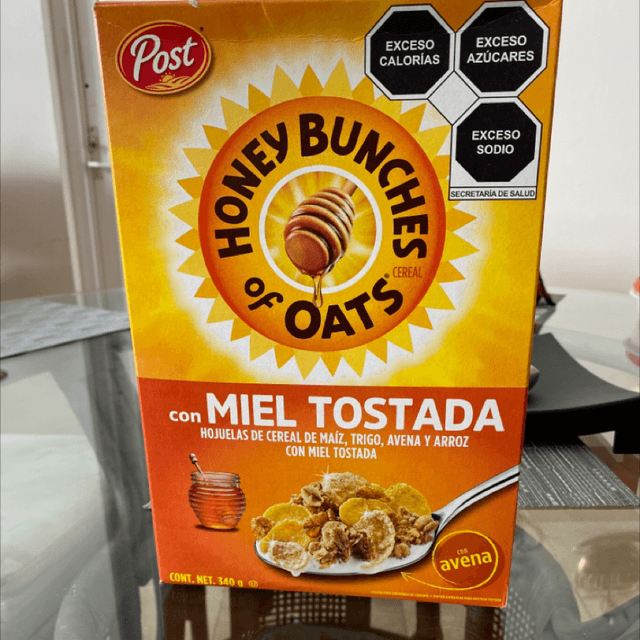 Post
EXCESO
CALORÍAS
EXCESO
AZÚCARES
EXCESO
SODIO
SECRETARÍA DE SALUD
HONEY BUNCHES
of OATS®
CEREAL
con MIEL TOSTADA
HOJUELAS DE CEREAL DE MAÍZ, TRIGO, AVENA Y ARROZ
CON MIEL TOSTADA
con
avena
CONT. NET. 340 g